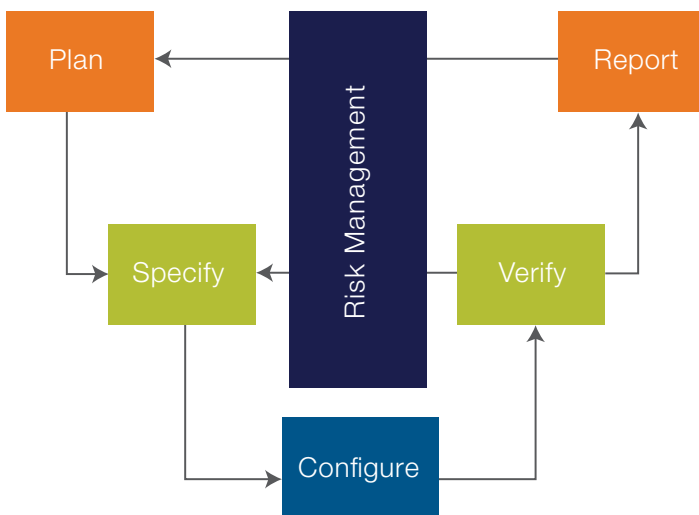 Plan
Report
Risk Management
Specify
Verify
Configure